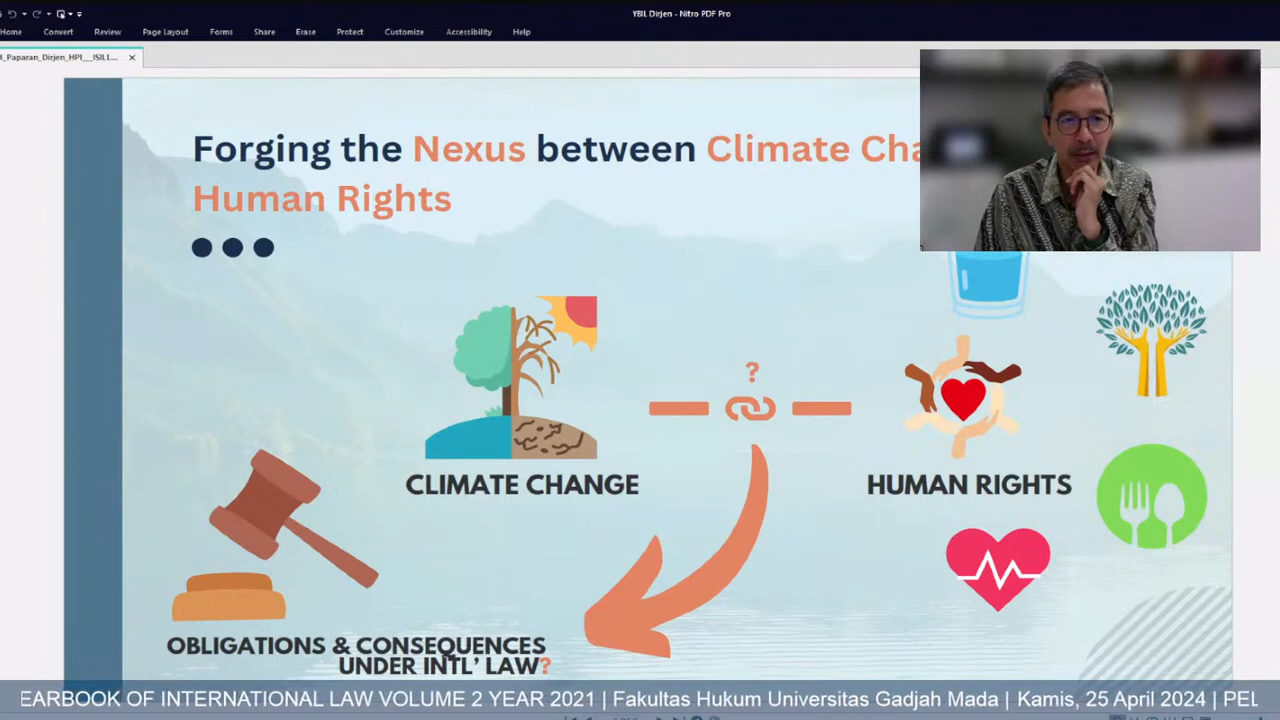 YBIL Dirjen - Nitro PDF Pro
Home Convert Review Page Layout Forms Share Erase Protect Customize Accessibility Help
_Paparan_Dirjen_HPI__ISILL...
Forging the Nexus between Climate Cha
Human Rights
?
CLIMATE CHANGE
HUMAN RIGHTS
OBLIGATIONS & CONSEQUENCES
UNDER INTL’ LAW?
EARBOOK OF INTERNATIONAL LAW VOLUME 2 YEAR 2021 | Fakultas Hukum Universitas Gadjah Mada | Kamis, 25 April 2024 | PEL